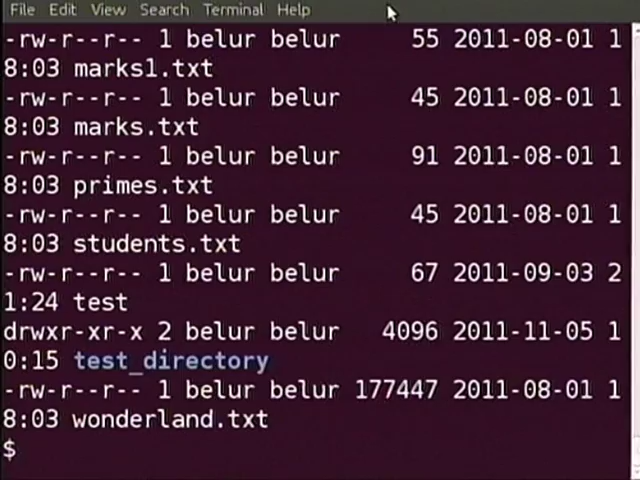 File Edit View Search Terminal Help
-rw-r--r-- 1 belur belur 55 2011-08-01 1
8:03 marks1.txt
-rw-r--r-- 1 belur belur 45 2011-08-01 1
8:03 marks.txt
-rw-r--r-- 1 belur belur 91 2011-08-01 1
8:03 primes.txt
-rw-r--r-- 1 belur belur 45 2011-08-01 1
8:03 students.txt
-rw-r--r-- 1 belur belur 67 2011-09-03 2
1:24 test
drwxr-xr-x 2 belur belur 4096 2011-11-05 1
0:15 test_directory
-rw-r--r-- 1 belur belur 177447 2011-08-01 1
8:03 wonderland.txt
$